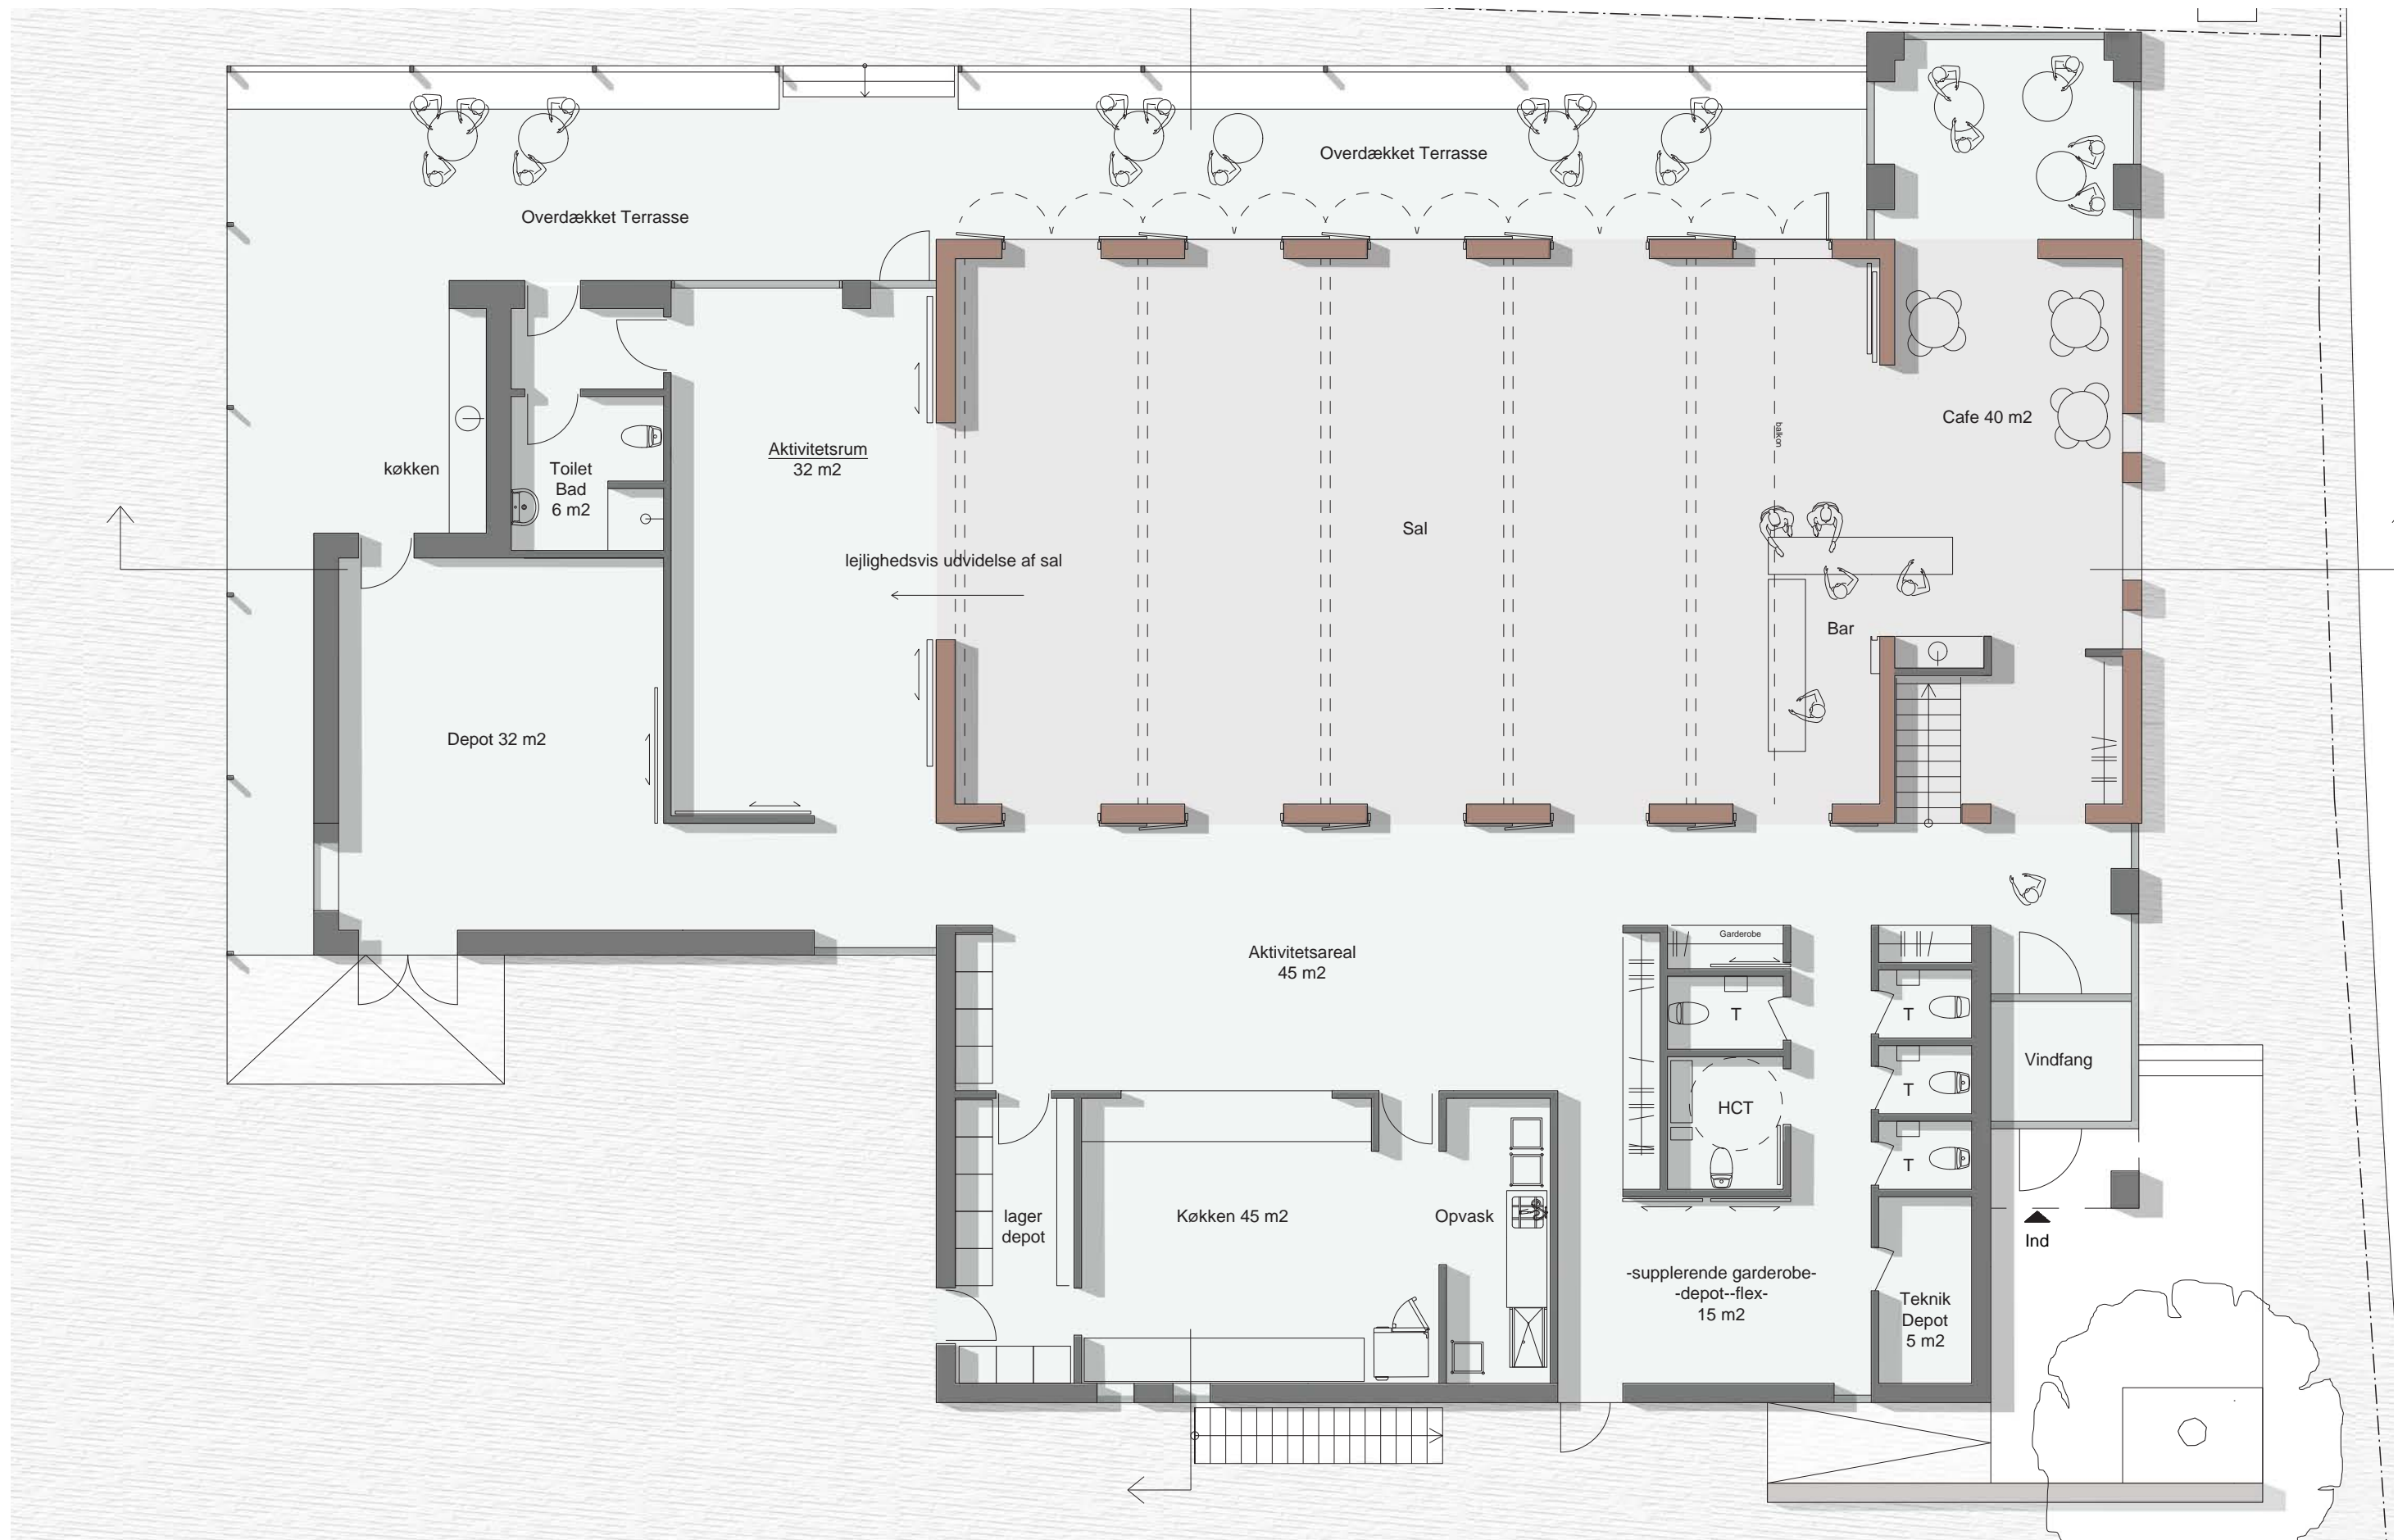 Overdækket Terrasse
Overdækket Terrasse
Cafe 40 m2
balkon
Aktivitetsrum
32 m2
køkken
Toilet
Bad
6 m2
Sal
lejlighedsvis udvidelse af sal
Bar
Depot 32 m2
Garderobe
Aktivitetsareal
45 m2
T
T
Vindfang
T
HCT
T
lager
depot
Køkken 45 m2
Opvask
Ind
-supplerende garderobe-
-depot--flex-
15 m2
Teknik
Depot
5 m2